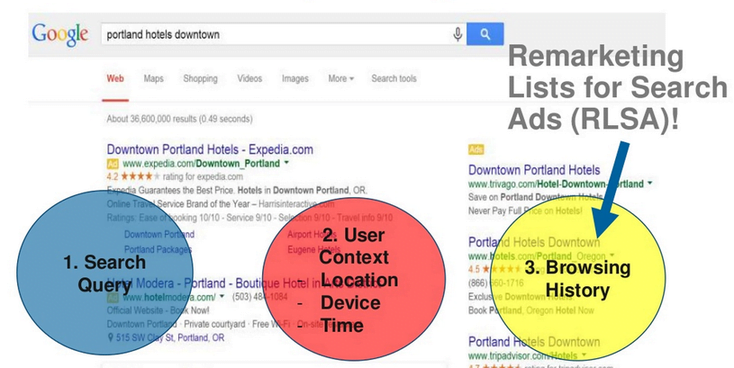 Google portland hotels downtown
Remarketing
Lists for Search
Ads (RLSA)!
Web Maps Shopping Videos Images More Search tools
About 36,600,000 results (0.49 seconds)
Downtown Portland Hotels - Expedia.com
Ad www.expedia.com/Downtown_Portland
4.2 ★★★★★ rating for expedia.com
Expedia Guarantees the Best Price. Hotels in Downtown Portland, OR.
Online Travel Service Brand of the Year – Harrisinteractive.com
Ratings: Ease of booking 10/10 - Service 9/10 - Selection 9/10 - Travel info 9/10
Downtown Portland Airport Hotels
Portland Packages Eugene Hotels
Hotel Modera - Portland - Boutique Hotel in
Ad www.hotelmodera.com/ (503) 484-1084
Official Website - Book Now!
Downtown Portland · Private courtyard · Free Wi-Fi · On-site
515 SW Clay St, Portland, OR
1. Search
Query
2. User
Context
- Location
- Device
- Time
Ads
Downtown Portland Hotels
www.trivago.com/Hotel-Downtown-Portland
Save on Portland Downtown Hotels
Never Pay Full Price on Hotels!
Portland Hotels Downtown
www.hotels.com/Portland_Oregon
4.5 ★★★★
(866) 660-1716
Exclusive Downtown
Book Portland, Oregon Hotel Now
3. Browsing
History
Portland Hotels Downtown
www.tripadvisor.com/Hotels
4.7 ★★★★★ rating for tripadvisor.com